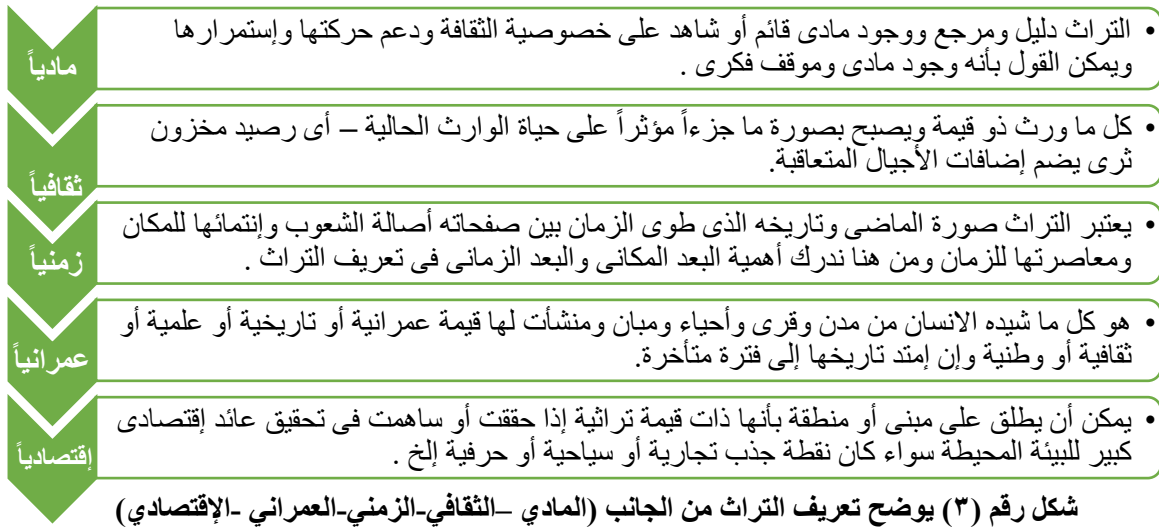 مادياً
• التراث دليل ومرجع ووجود مادى قائم أو شاهد على خصوصية الثقافة ودعم حركتها وإستمرارها
ويمكن القول بأنه وجود مادى وموقف فكرى .
ثقافياً
• كل ما ورث ذو قيمة ويصبح بصورة ما جزءاً مؤثراً على حياة الوارث الحالية – أى رصيد مخزون
ثرى يضم إضافات الأجيال المتعاقبة.
زمنياً
• يعتبر التراث صورة الماضى وتاريخه الذى طوى الزمان بين صفحاته أصالة الشعوب وإنتمائها للمكان
ومعاصرتها للزمان ومن هنا ندرك أهمية البعد المكانى والبعد الزمانى فى تعريف التراث .
عمرانياً
• هو كل ما شيده الانسان من مدن وقرى وأحياء ومبان ومنشأت لها قيمة عمرانية أو تاريخية أو علمية أو
ثقافية أو وطنية وإن إمتد تاريخها إلى فترة متأخرة.
إقتصادياً
• يمكن أن يطلق على مبنى أو منطقة بأنها ذات قيمة تراثية إذا حققت أو ساهمت فى تحقيق عائد إقتصادى
كبير للبيئة المحيطة سواء كان نقطة جذب تجارية أو سياحية أو حرفية إلخ .
شكل رقم (٣) يوضح تعريف التراث من الجانب (المادي –الثقافي-الزمني-العمراني -الإقتصادي)